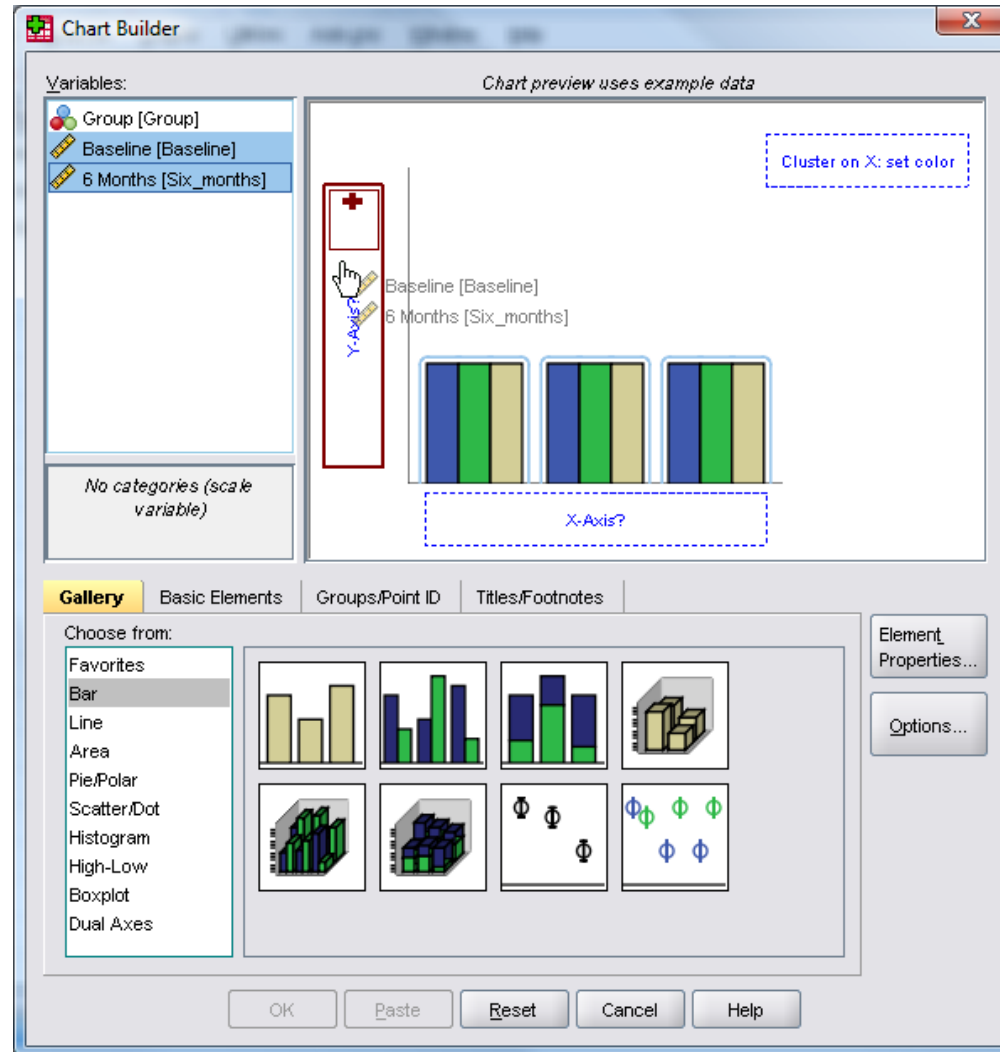 Chart Builder
Variables:
Chart preview uses example data
Group [Group]
Baseline [Baseline]
6 Months [Six_months]
Cluster on X: set color
Baseline [Baseline]
6 Months [Six_months]
Y-Axis?
X-Axis?
No categories (scale
variable)
Gallery
Basic Elements
Groups/Point ID
Titles/Footnotes
Choose from:
Favorites
Bar
Line
Area
Pie/Polar
Scatter/Dot
Histogram
High-Low
Boxplot
Dual Axes
Element
Properties...
Options...
OK
Paste
Reset
Cancel
Help